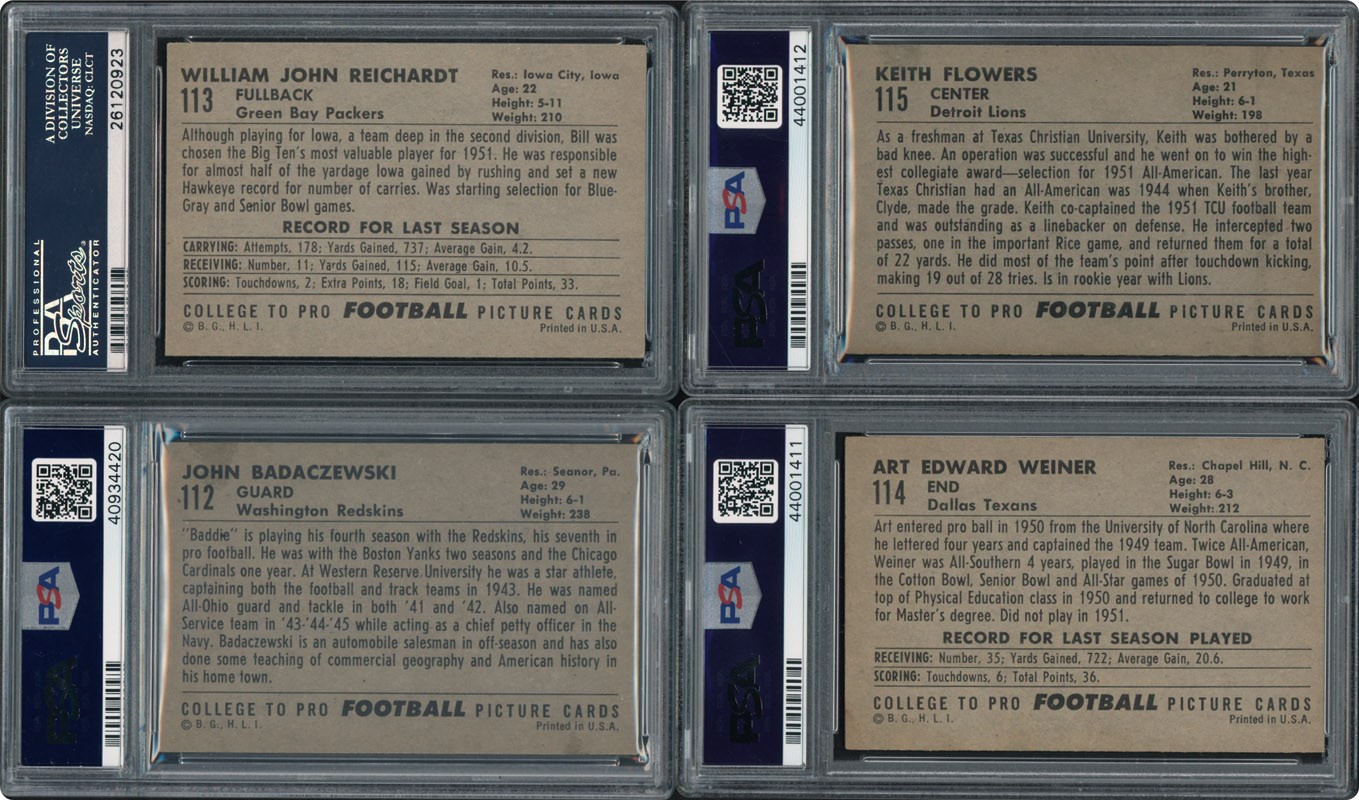 A DIVISION OF
COLLECTORS
UNIVERSE
NASDAQ: CLCT
26120923
PROFESSIONAL
PSA
Sports
AUTHENTICATOR
WILLIAM JOHN REICHARDT
113 FULLBACK
Green Bay Packers
Res.: Iowa City, Iowa
Age: 22
Height: 5-11
Weight: 210
Although playing for Iowa, a team deep in the second division, Bill was
chosen the Big Ten's most valuable player for 1951. He was responsible
for almost half of the yardage Iowa gained by rushing and set a new
Hawkeye record for number of carries. Was starting selection for Blue-
Gray and Senior Bowl games.
RECORD FOR LAST SEASON
CARRYING: Attempts, 178; Yards Gained, 737; Average Gain, 4.2.
RECEIVING: Number, 11; Yards Gained, 115; Average Gain, 10.5.
SCORING: Touchdowns, 2; Extra Points, 18; Field Goal, 1; Total Points, 33.
COLLEGE TO PRO FOOTBALL PICTURE CARDS
© B. G., H. L. I. Printed in U.S.A.
44001412
PSA
PSA
KEITH FLOWERS
115 CENTER
Detroit Lions
Res.: Perryton, Texas
Age: 21
Height: 6-1
Weight: 198
As a freshman at Texas Christian University, Keith was bothered by a
bad knee. An operation was successful and he went on to win the high-
est collegiate award—selection for 1951 All-American. The last year
Texas Christian had an All-American was 1944 when Keith's brother,
Clyde, made the grade. Keith co-captained the 1951 TCU football team
and was outstanding as a linebacker on defense. He intercepted two
passes, one in the important Rice game, and returned them for a total
of 22 yards. He did most of the team's point after touchdown kicking,
making 19 out of 28 tries. Is in rookie year with Lions.
COLLEGE TO PRO FOOTBALL PICTURE CARDS
© B. G., H. L. I. Printed in U.S.A.
40934420
PSA
PSA
JOHN BADACZEWSKI
112 GUARD
Washington Redskins
Res.: Seanor, Pa.
Age: 29
Height: 6-1
Weight: 238
"Baddie" is playing his fourth season with the Redskins, his seventh in
pro football. He was with the Boston Yanks two seasons and the Chicago
Cardinals one year. At Western Reserve University he was a star athlete,
captaining both the football and track teams in 1943. He was named
All-Ohio guard and tackle in both '41 and '42. Also named on All-
Service team in '43-'44-'45 while acting as a chief petty officer in the
Navy. Badaczewski is an automobile salesman in off-season and has also
done some teaching of commercial geography and American history in
his home town.
COLLEGE TO PRO FOOTBALL PICTURE CARDS
© B. G., H. L. I. Printed in U.S.A.
44001411
PSA
PSA
ART EDWARD WEINER
114 END
Dallas Texans
Res.: Chapel Hill, N. C.
Age: 28
Height: 6-3
Weight: 212
Art entered pro ball in 1950 from the University of North Carolina where
he lettered four years and captained the 1949 team. Twice All-American,
Weiner was All-Southern 4 years, played in the Sugar Bowl in 1949, in
the Cotton Bowl, Senior Bowl and All-Star games of 1950. Graduated at
top of Physical Education class in 1950 and returned to college to work
for Master's degree. Did not play in 1951.
RECORD FOR LAST SEASON PLAYED
RECEIVING: Number, 35; Yards Gained, 722; Average Gain, 20.6.
SCORING: Touchdowns, 6; Total Points, 36.
COLLEGE TO PRO FOOTBALL PICTURE CARDS
© B. G., H. L. I. Printed in U.S.A.